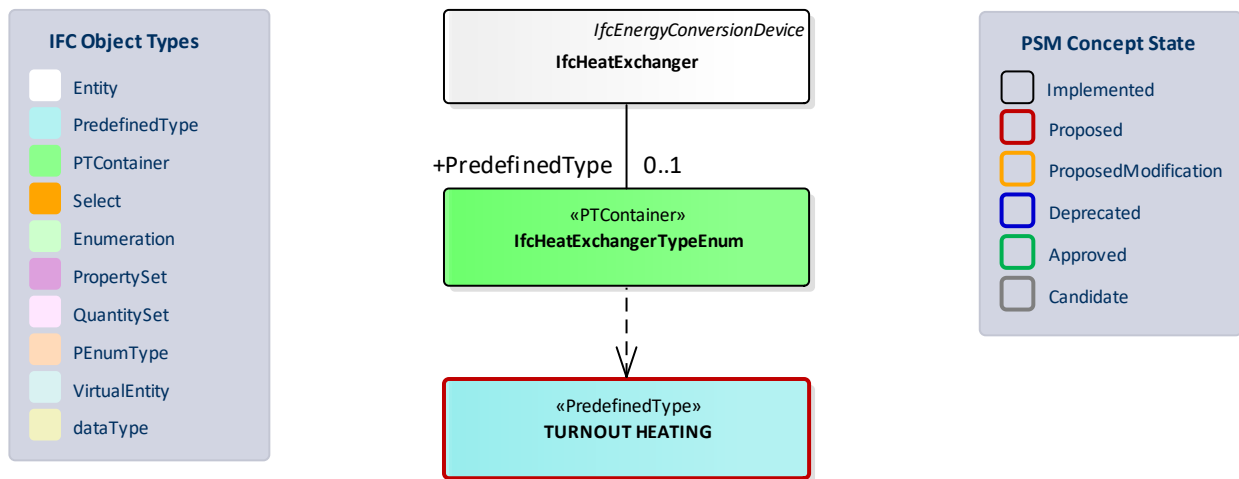 IFC Object Types
Entity
PredefinedType
PTContainer
Select
Enumeration
PropertySet
QuantitySet
PEnumType
VirtualEntity
dataType
IfcEnergyConversionDevice
IfcHeatExchanger
+PredefinedType 0..1
«PTContainer»
IfcHeatExchangerTypeEnum
«PredefinedType»
TURNOUT HEATING
PSM Concept State
Implemented
Proposed
ProposedModification
Deprecated
Approved
Candidate